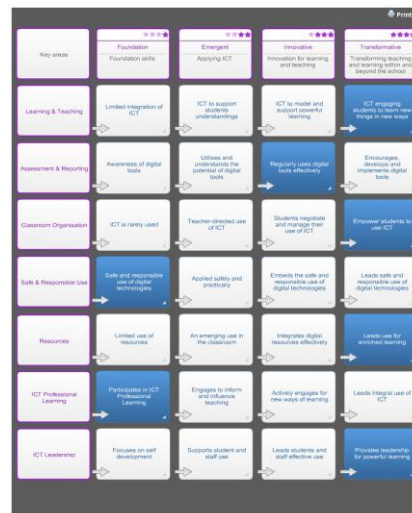 Print
Key areas
Foundation
Foundation skills
Emergent
Applying ICT
Innovative
Innovation for learning
and teaching
Transformative
Transforming teaching
and learning within and
beyond the school
Learning & Teaching
Limited integration of
ICT
ICT to support
students
understandings
ICT to model and
support powerful
learning
ICT engaging
students to learn new
things in new ways
Assessment & Reporting
Awareness of digital
tools
Utilises and
understands the
potential of digital
tools
Regularly uses digital
tools effectively
Encourages,
develops and
implements digital
tools
Classroom Organisation
ICT is rarely used
Teacher-directed use
of ICT
Students negotiate
and manage their
use of ICT
Empower students to
use ICT
Safe & Responsible Use
Safe and responsible
use of digital
technologies
Applied safely and
practically
Embeds the safe and
responsible use of
digital technologies
Leads safe and
responsible use of
digital technologies
Resources
Limited use of
resources
An emerging use in
the classroom
Integrates digital
resources effectively
Leads use for
enriched learning
ICT Professional
Learning
Participates in ICT
Professional
Learning
Engages to inform
and influence
teaching
Actively engages for
new ways of learning
Leads integral use of
ICT
ICT Leadership
Focuses on self
development
Supports student and
staff use
Leads students and
staff effective use
Provides leadership
for powerful learning